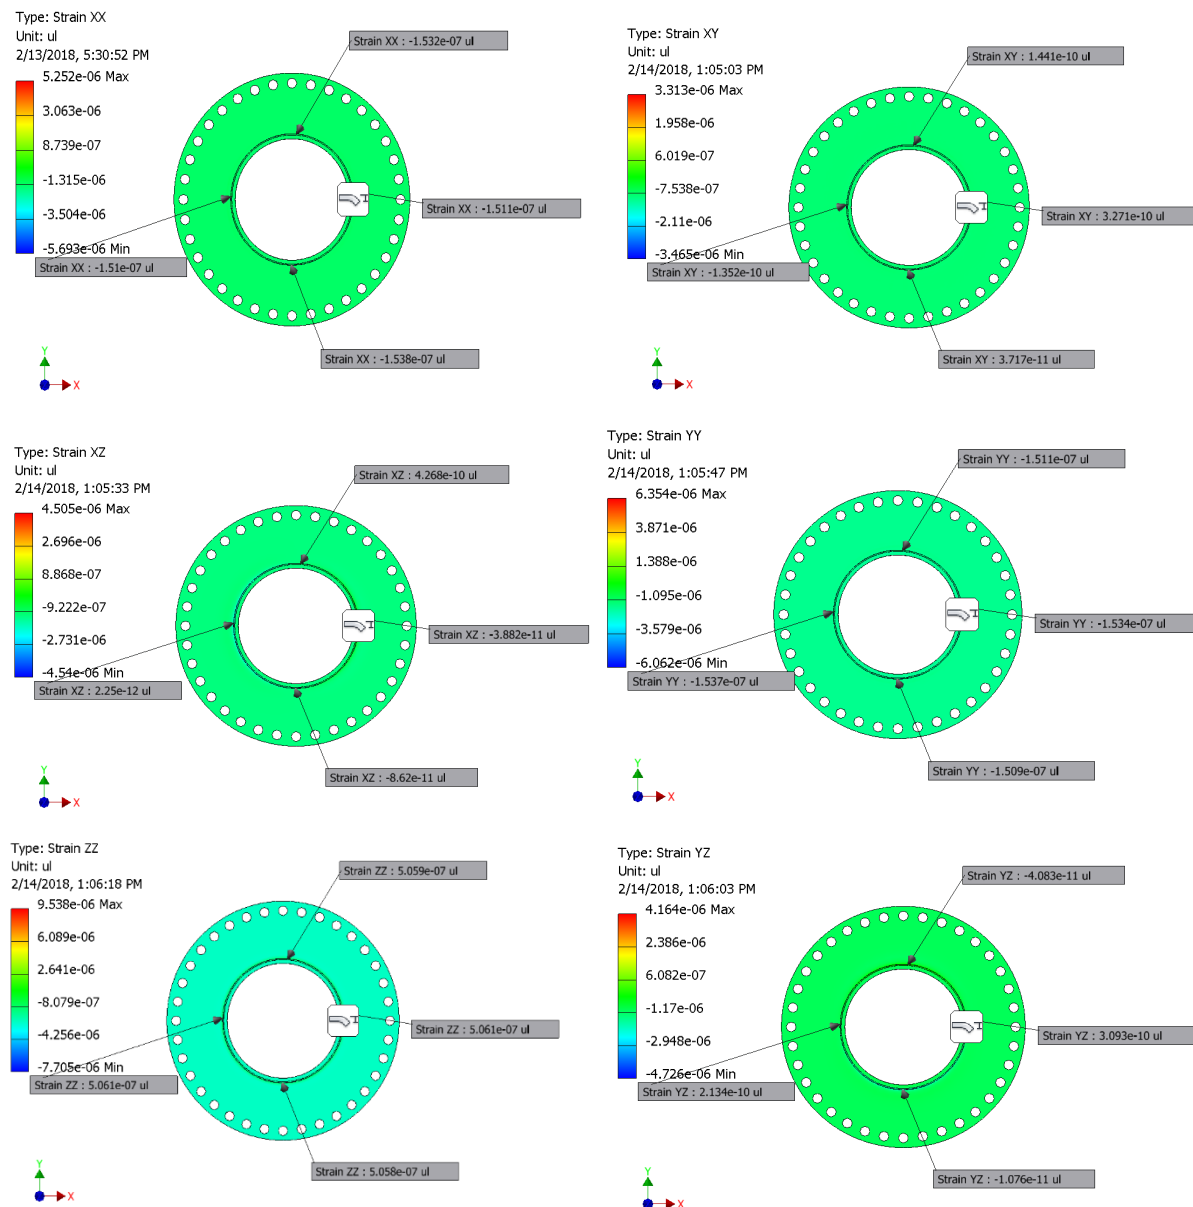 Type: Strain XX
Unit: ul
2/13/2018, 5:30:52 PM
5.252e-06 Max
3.063e-06
8.739e-07
-1.315e-06
-3.504e-06
-5.693e-06 Min
Strain XX : -1.532e-07 ul
Strain XX : -1.511e-07 ul
Strain XX : -1.51e-07 ul
Strain XX : -1.538e-07 ul
Y
X
Type: Strain XY
Unit: ul
2/14/2018, 1:05:03 PM
3.313e-06 Max
1.958e-06
6.019e-07
-7.538e-07
-2.11e-06
-3.465e-06 Min
Strain XY : 1.441e-10 ul
Strain XY : 3.271e-10 ul
Strain XY : -1.352e-10 ul
Strain XY : 3.717e-11 ul
Y
X
Type: Strain XZ
Unit: ul
2/14/2018, 1:05:33 PM
4.505e-06 Max
2.696e-06
8.868e-07
-9.222e-07
-2.731e-06
-4.54e-06 Min
Strain XZ : 4.268e-10 ul
Strain XZ : -3.882e-11 ul
Strain XZ : 2.25e-12 ul
Strain XZ : -8.62e-11 ul
Y
X
Type: Strain YY
Unit: ul
2/14/2018, 1:05:47 PM
6.354e-06 Max
3.871e-06
1.388e-06
-1.095e-06
-3.579e-06
-6.062e-06 Min
Strain YY : -1.511e-07 ul
Strain YY : -1.534e-07 ul
Strain YY : -1.537e-07 ul
Strain YY : -1.509e-07 ul
Y
X
Type: Strain ZZ
Unit: ul
2/14/2018, 1:06:18 PM
9.538e-06 Max
6.089e-06
2.641e-06
-8.079e-07
-4.256e-06
-7.705e-06 Min
Strain ZZ : 5.059e-07 ul
Strain ZZ : 5.061e-07 ul
Strain ZZ : 5.061e-07 ul
Strain ZZ : 5.058e-07 ul
Y
X
Type: Strain YZ
Unit: ul
2/14/2018, 1:06:03 PM
4.164e-06 Max
2.386e-06
6.082e-07
-1.17e-06
-2.948e-06
-4.726e-06 Min
Strain YZ : -4.083e-11 ul
Strain YZ : 3.093e-10 ul
Strain YZ : 2.134e-10 ul
Strain YZ : -1.076e-11 ul
Y
X